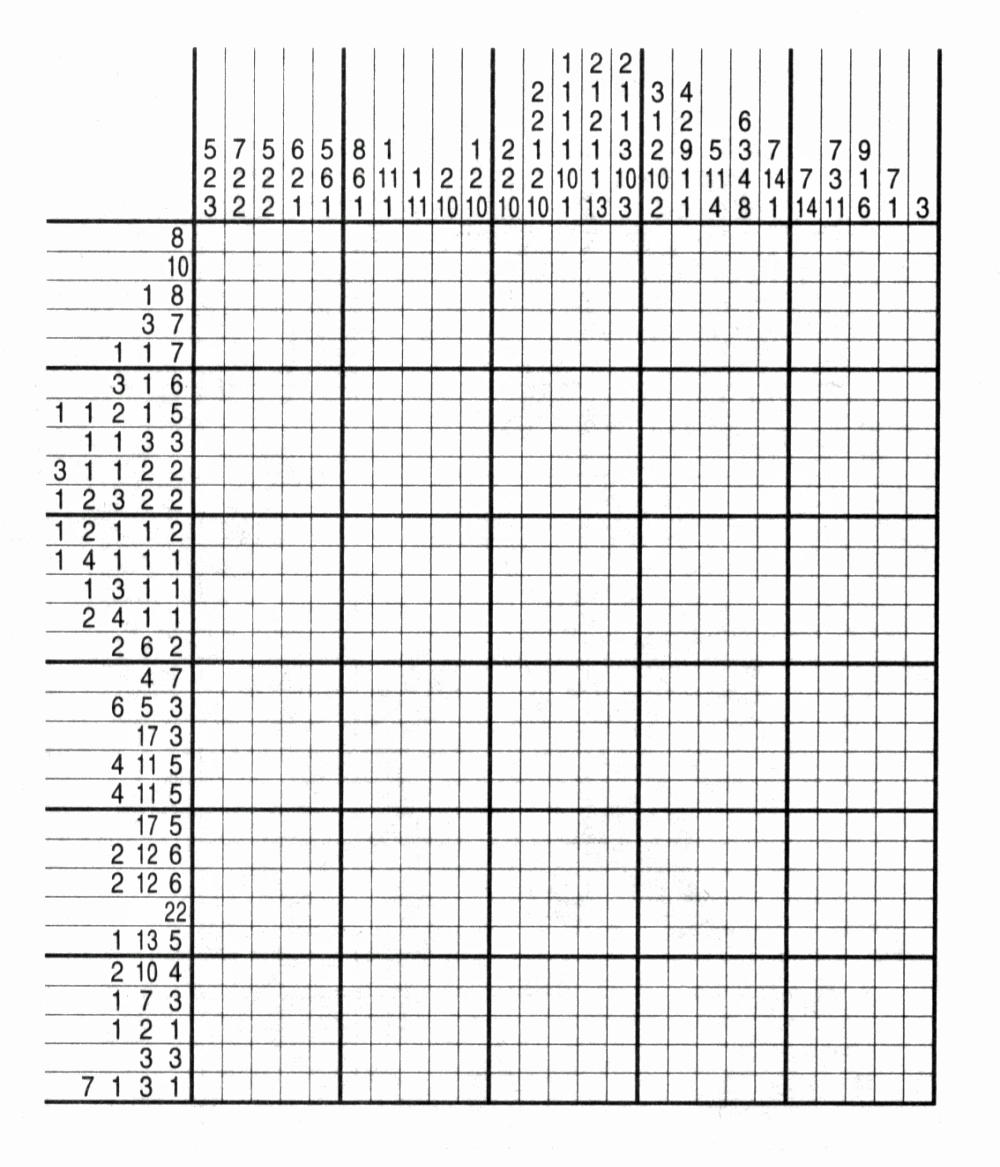 1 2 2
2 1 1 1 3 4
2 1 2 1 1 2 6
5 7 5 6 5 8 1 1 2 1 1 1 3 2 9 5 3 7 7 9
2 2 2 2 6 6 11 1 2 2 2 2 10 1 10 10 1 11 4 14 7 3 1 7
3 2 2 1 1 1 1 11 10 10 10 10 1 13 3 2 1 4 8 1 14 11 6 1 3
8
10
1 8
3 7
1 1 7
3 1 6
1 1 2 1 5
1 1 3 3
3 1 1 2 2
1 2 3 2 2
1 2 1 1 2
1 4 1 1 1
1 3 1 1
2 4 1 1
2 6 2
4 7
6 5 3
17 3
4 11 5
4 11 5
17 5
2 12 6
2 12 6
22
1 13 5
2 10 4
1 7 3
1 2 1
3 3
7 1 3 1